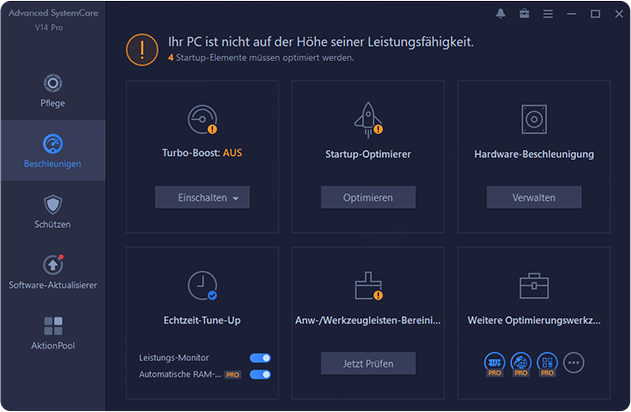 Advanced SystemCare
V14 Pro
Ihr PC ist nicht auf der Höhe seiner Leistungsfähigkeit.
4 Startup-Elemente müssen optimiert werden.
Pflege
Beschleunigen
Schützen
Software-Aktualisierer
AktionPool
Turbo-Boost: AUS
Einschalten
Startup-Optimierer
Optimieren
Hardware-Beschleunigung
Verwalten
Echtzeit-Tune-Up
Leistungs-Monitor
Automatische RAM-... PRO
Anw-/Werkzeugleisten-Bereini...
Jetzt Prüfen
Weitere Optimierungswerkz...
PRO PRO PRO